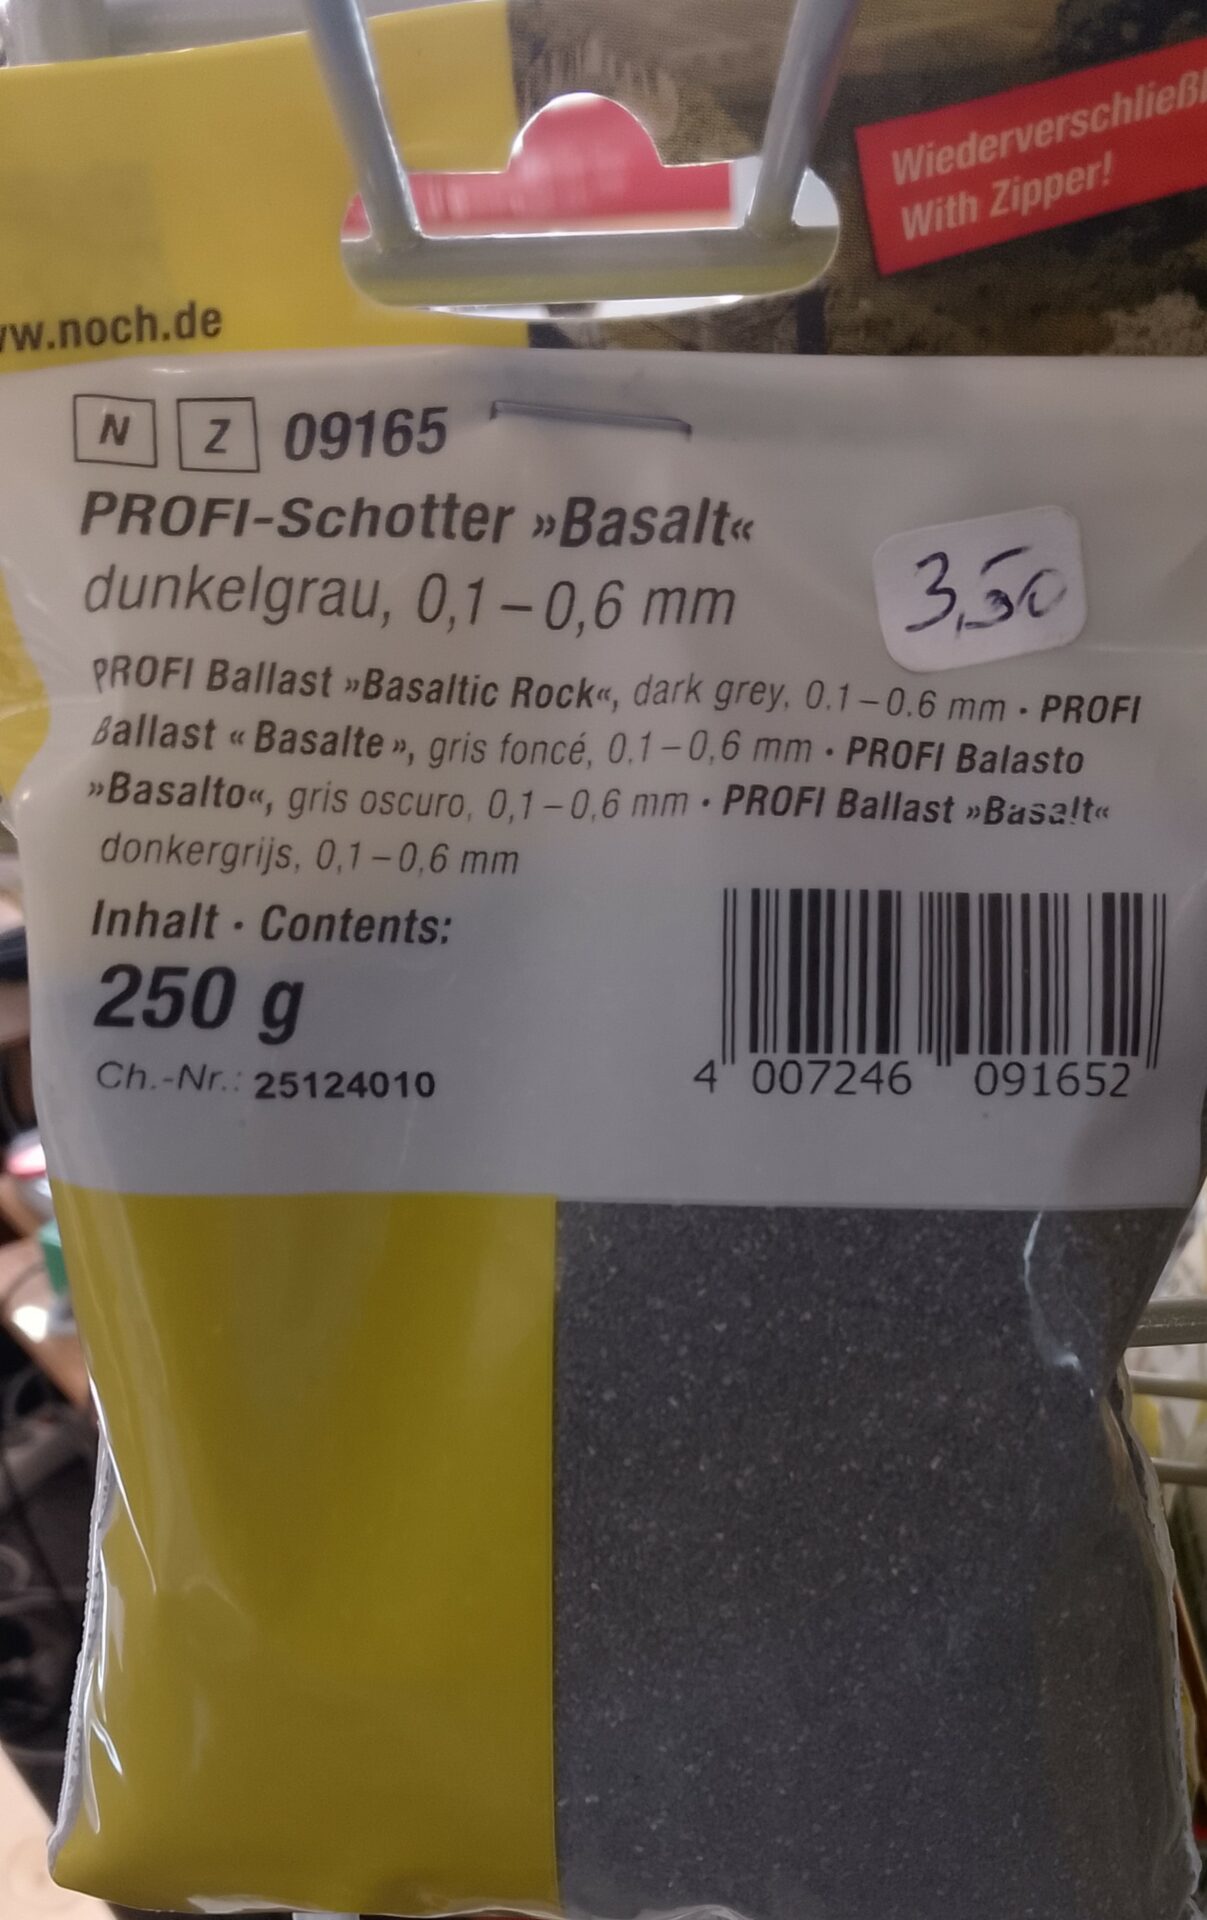 Wiederverschließ
With Zipper!
w.noch.de
N Z 09165
PROFI-Schotter »Basalt«
dunkelgrau, 0,1 – 0,6 mm
3,50
PROFI Ballast »Basaltic Rock«, dark grey, 0.1 – 0.6 mm · PROFI
Ballast « Basalte », gris foncé, 0,1 – 0,6 mm · PROFI Balasto
»Basalto«, gris oscuro, 0,1 – 0,6 mm · PROFI Ballast »Basalt«
donkergrijs, 0,1 – 0,6 mm
Inhalt · Contents:
250 g
Ch.-Nr.: 25124010
4 007246 091652